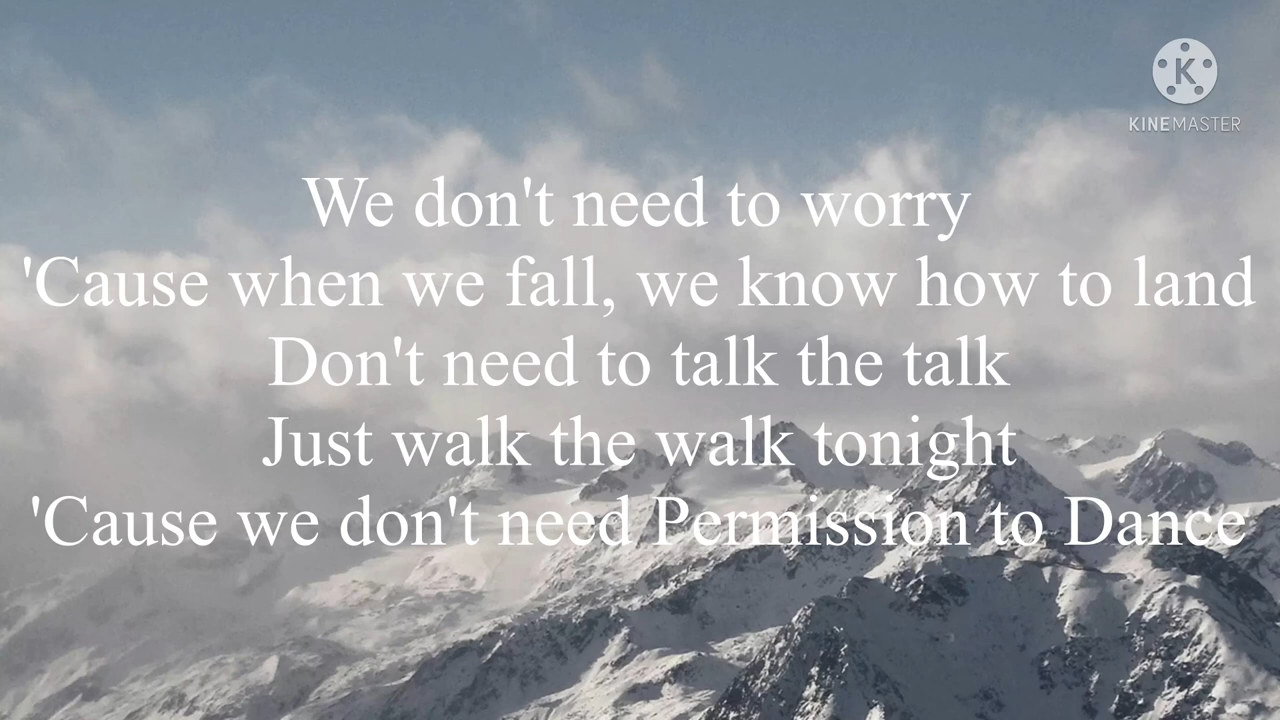 K
KINEMASTER
We don't need to worry
'Cause when we fall, we know how to land
Don't need to talk the talk
Just walk the walk tonight
'Cause we don't need Permission to Dance